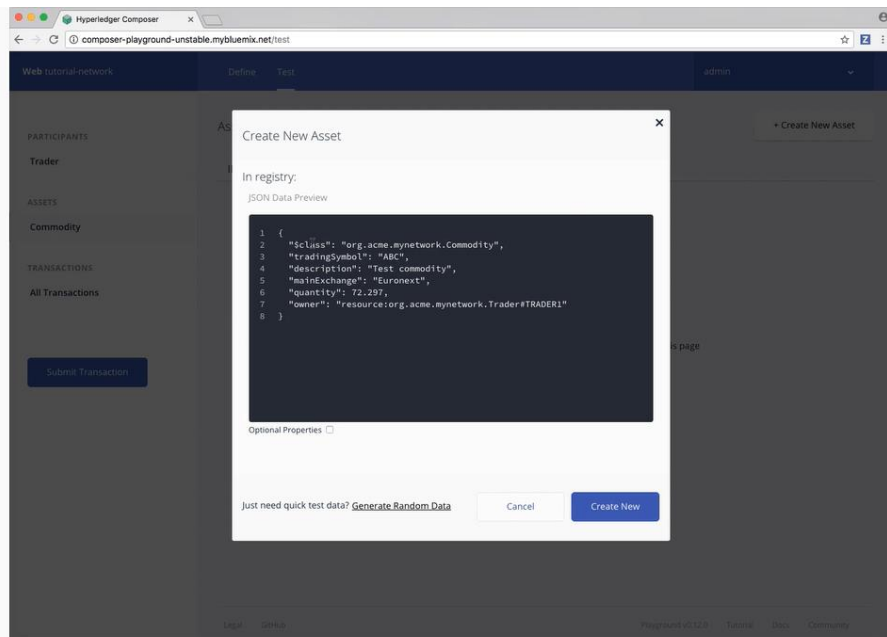 Hyperledger Composer
composer-playground-unstable.mybluemix.net/test
Web tutorial-network
Define Test
admin
PARTICIPANTS
Trader
ASSETS
Commodity
TRANSACTIONS
All Transactions
Submit Transaction
+ Create New Asset
Create New Asset
In registry:
JSON Data Preview
1 {
2 "$class": "org.acme.mynetwork.Commodity",
3 "tradingSymbol": "ABC",
4 "description": "Test commodity",
5 "mainExchange": "Euronext",
6 "quantity": 72.297,
7 "owner": "resource:org.acme.mynetwork.Trader#TRADER1"
8 }
is page
Optional Properties
Just need quick test data? Generate Random Data
Cancel
Create New
Legal GitHub
Tutorial Docs Community